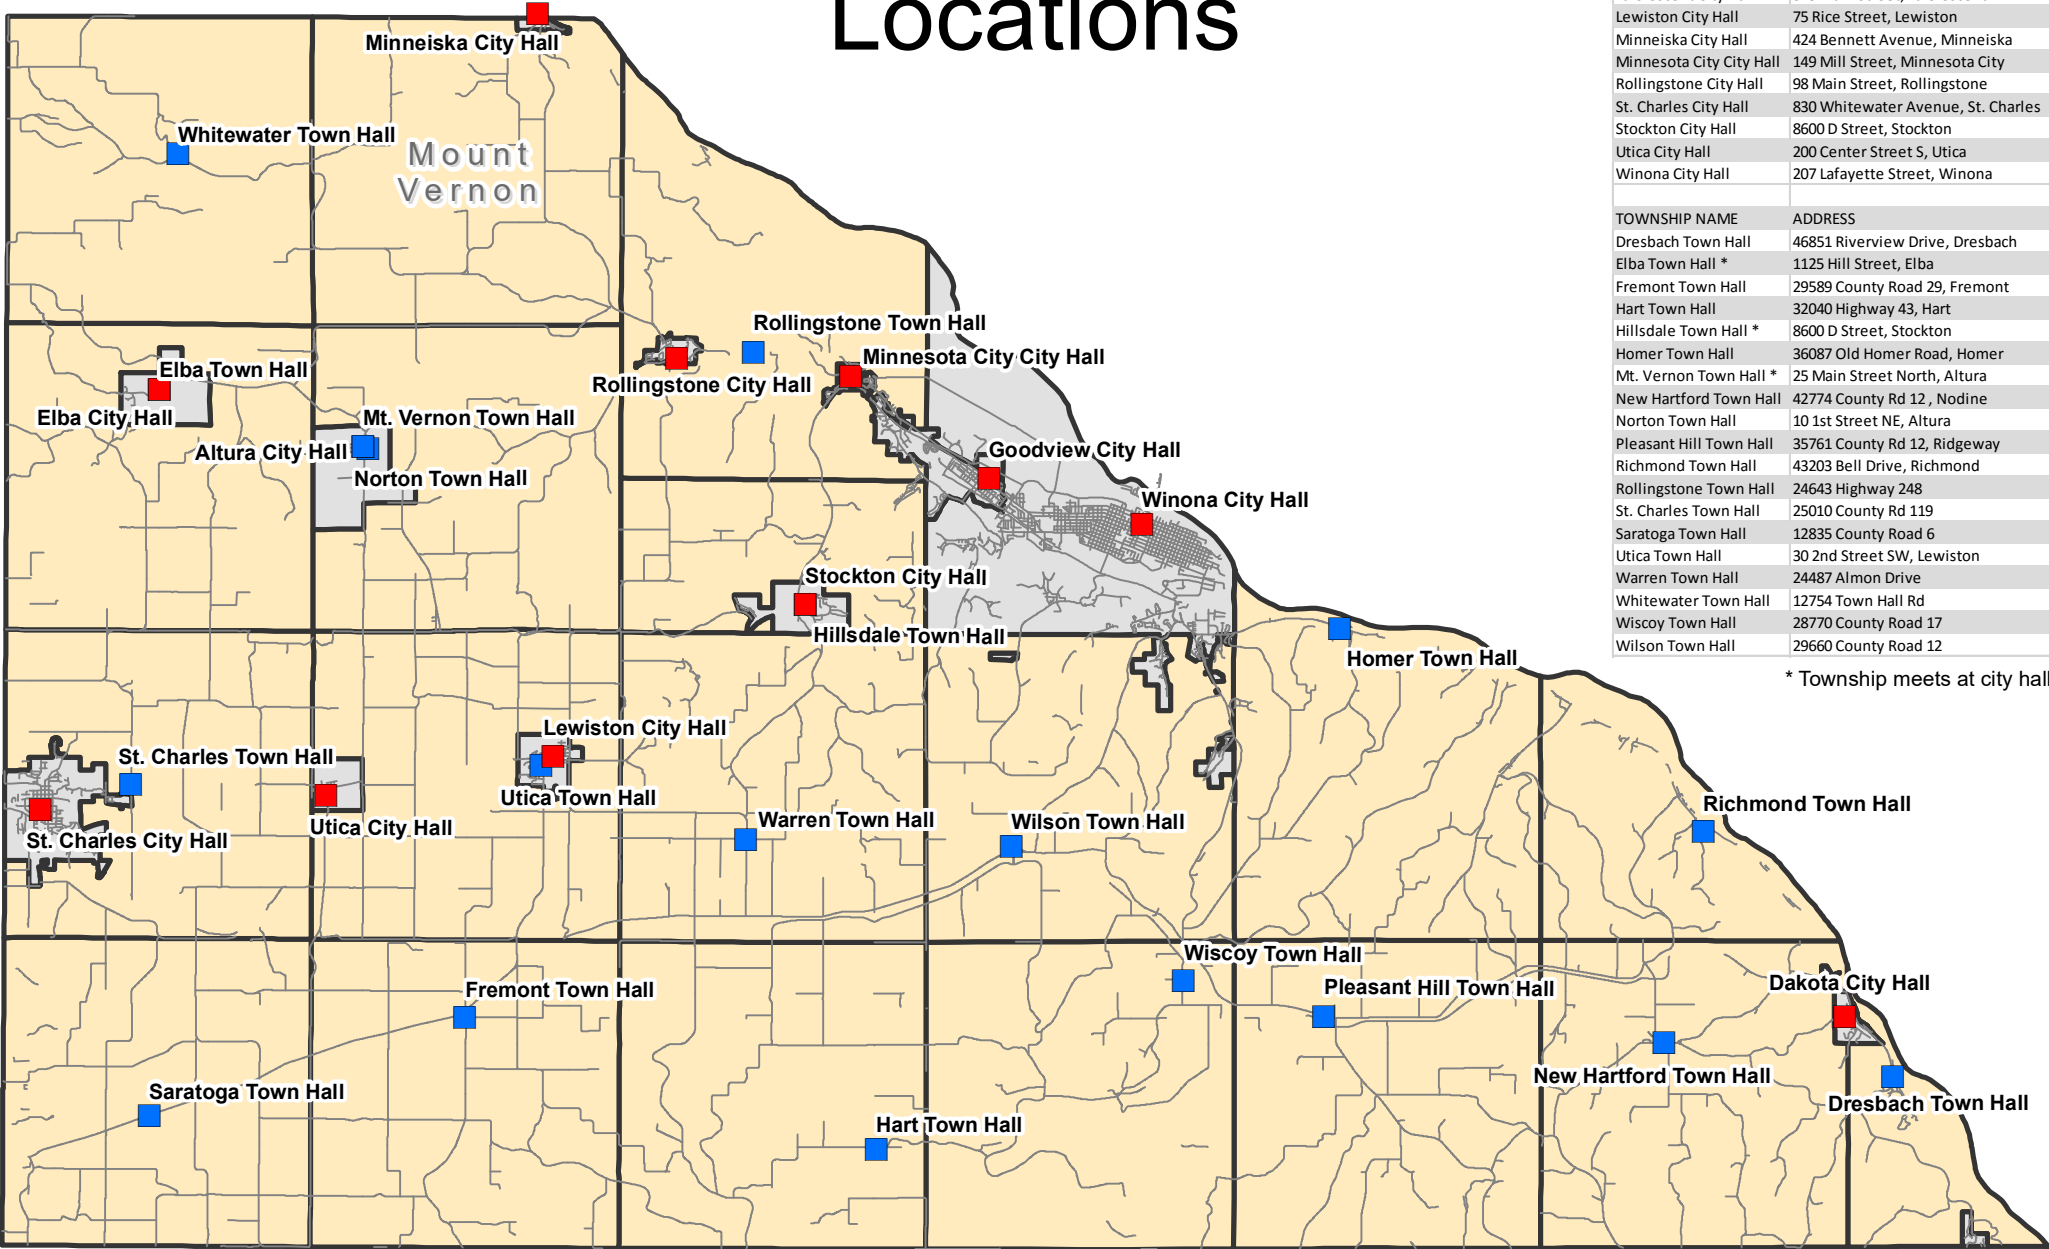 Locations
Lewiston City Hall 75 Rice Street, Lewiston
Minneiska City Hall 424 Bennett Avenue, Minneiska
Minnesota City City Hall 149 Mill Street, Minnesota City
Rollingstone City Hall 98 Main Street, Rollingstone
St. Charles City Hall 830 Whitewater Avenue, St. Charles
Stockton City Hall 8600 D Street, Stockton
Utica City Hall 200 Center Street S, Utica
Winona City Hall 207 Lafayette Street, Winona
TOWNSHIP NAME ADDRESS
Dresbach Town Hall 46851 Riverview Drive, Dresbach
Elba Town Hall * 1125 Hill Street, Elba
Fremont Town Hall 29589 County Road 29, Fremont
Hart Town Hall 32040 Highway 43, Hart
Hillsdale Town Hall * 8600 D Street, Stockton
Homer Town Hall 36087 Old Homer Road, Homer
Mt. Vernon Town Hall * 25 Main Street North, Altura
New Hartford Town Hall 42774 County Rd 12 , Nodine
Norton Town Hall 10 1st Street NE, Altura
Pleasant Hill Town Hall 35761 County Rd 12, Ridgeway
Richmond Town Hall 43203 Bell Drive, Richmond
Rollingstone Town Hall 24643 Highway 248
St. Charles Town Hall 25010 County Rd 119
Saratoga Town Hall 12835 County Road 6
Utica Town Hall 30 2nd Street SW, Lewiston
Warren Town Hall 24487 Almon Drive
Whitewater Town Hall 12754 Town Hall Rd
Wiscoy Town Hall 28770 County Road 17
Wilson Town Hall 29660 County Road 12
* Township meets at city hall
Minneiska City Hall
Whitewater Town Hall
Mount
Vernon
Rollingstone Town Hall
Minnesota City City Hall
Rollingstone City Hall
Elba Town Hall
Elba City Hall
Mt. Vernon Town Hall
Altura City Hall
Norton Town Hall
Goodview City Hall
Winona City Hall
Stockton City Hall
Hillsdale Town Hall
Homer Town Hall
Lewiston City Hall
St. Charles Town Hall
Utica Town Hall
Utica City Hall
St. Charles City Hall
Warren Town Hall
Wilson Town Hall
Richmond Town Hall
Wiscoy Town Hall
Pleasant Hill Town Hall
Dakota City Hall
Fremont Town Hall
New Hartford Town Hall
Dresbach Town Hall
Saratoga Town Hall
Hart Town Hall